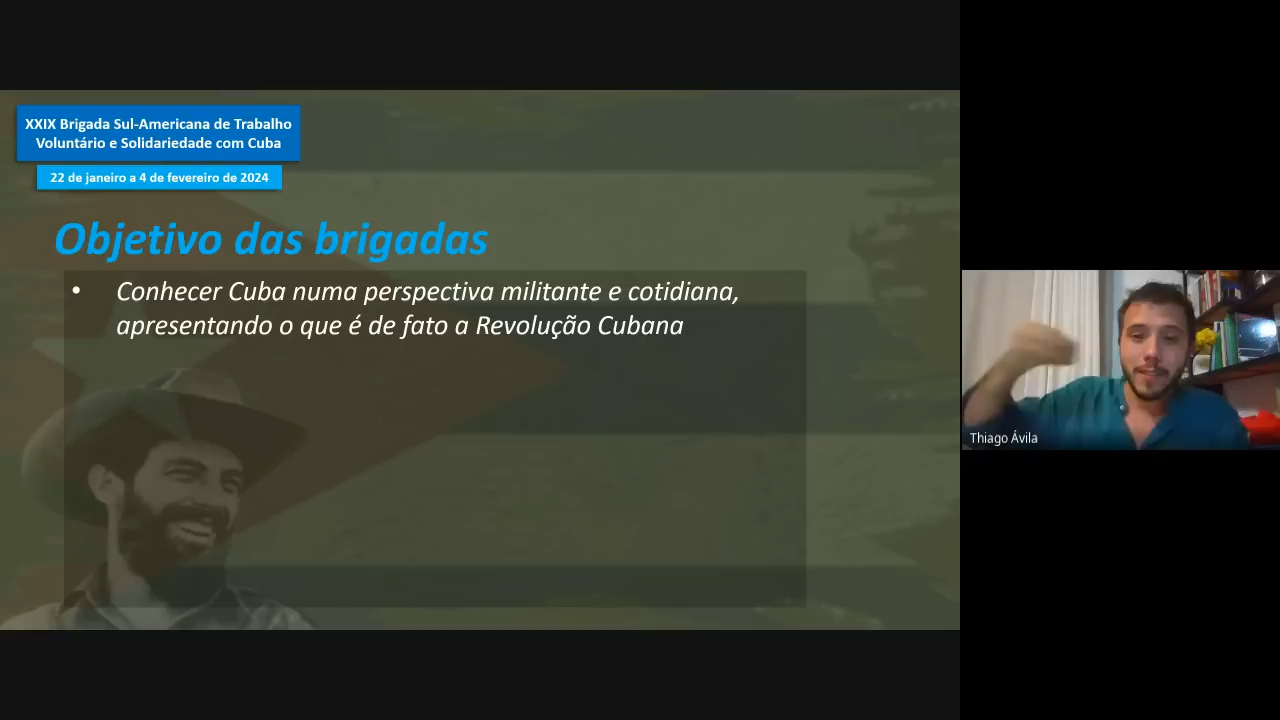 XXIX Brigada Sul-Americana de Trabalho
Voluntário e Solidariedade com Cuba
22 de janeiro a 4 de fevereiro de 2024
Objetivo das brigadas
• Conhecer Cuba numa perspectiva militante e cotidiana,
apresentando o que é de fato a Revolução Cubana
Thiago Ávila